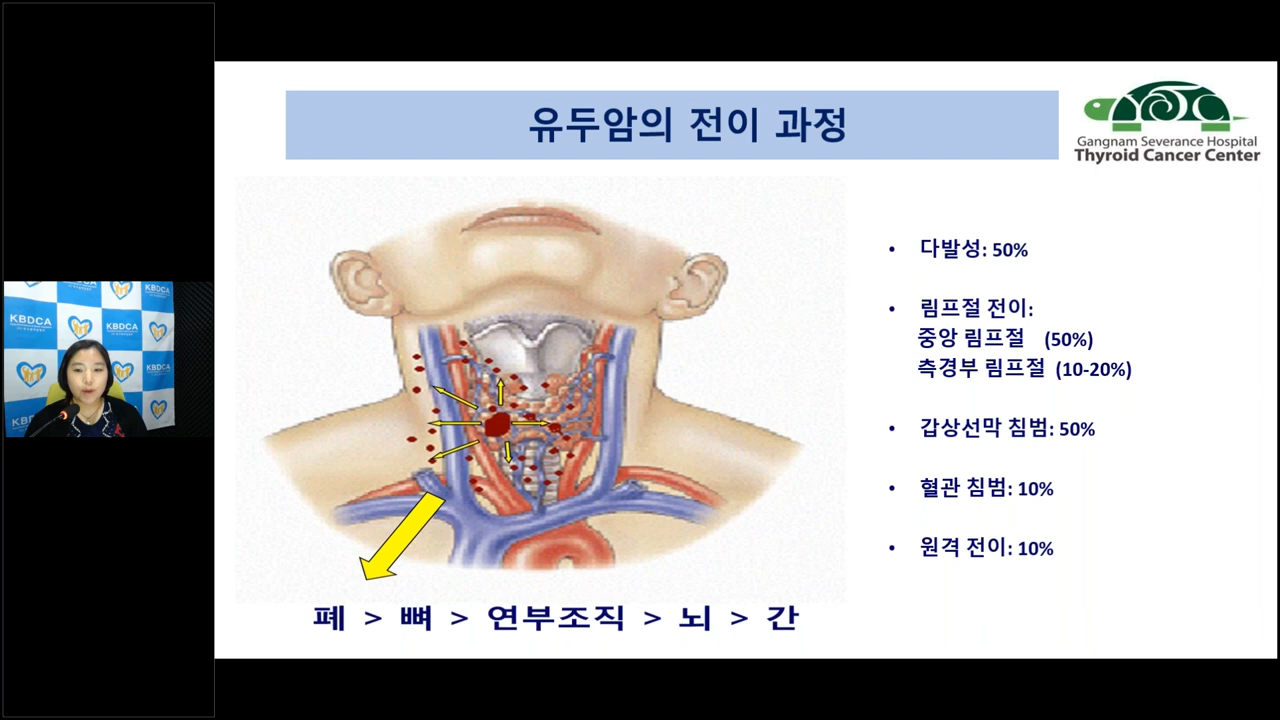 유두암의 전이 과정
Gangnam Severance Hospital
Thyroid Cancer Center
• 다발성: 50%
• 림프절 전이:
중앙 림프절 (50%)
측경부 림프절 (10-20%)
• 갑상선막 침범: 50%
• 혈관 침범: 10%
• 원격 전이: 10%
폐 > 뼈 > 연부조직 > 뇌 > 간
KBDCA
KBDCA
KBDCA
KBDCA